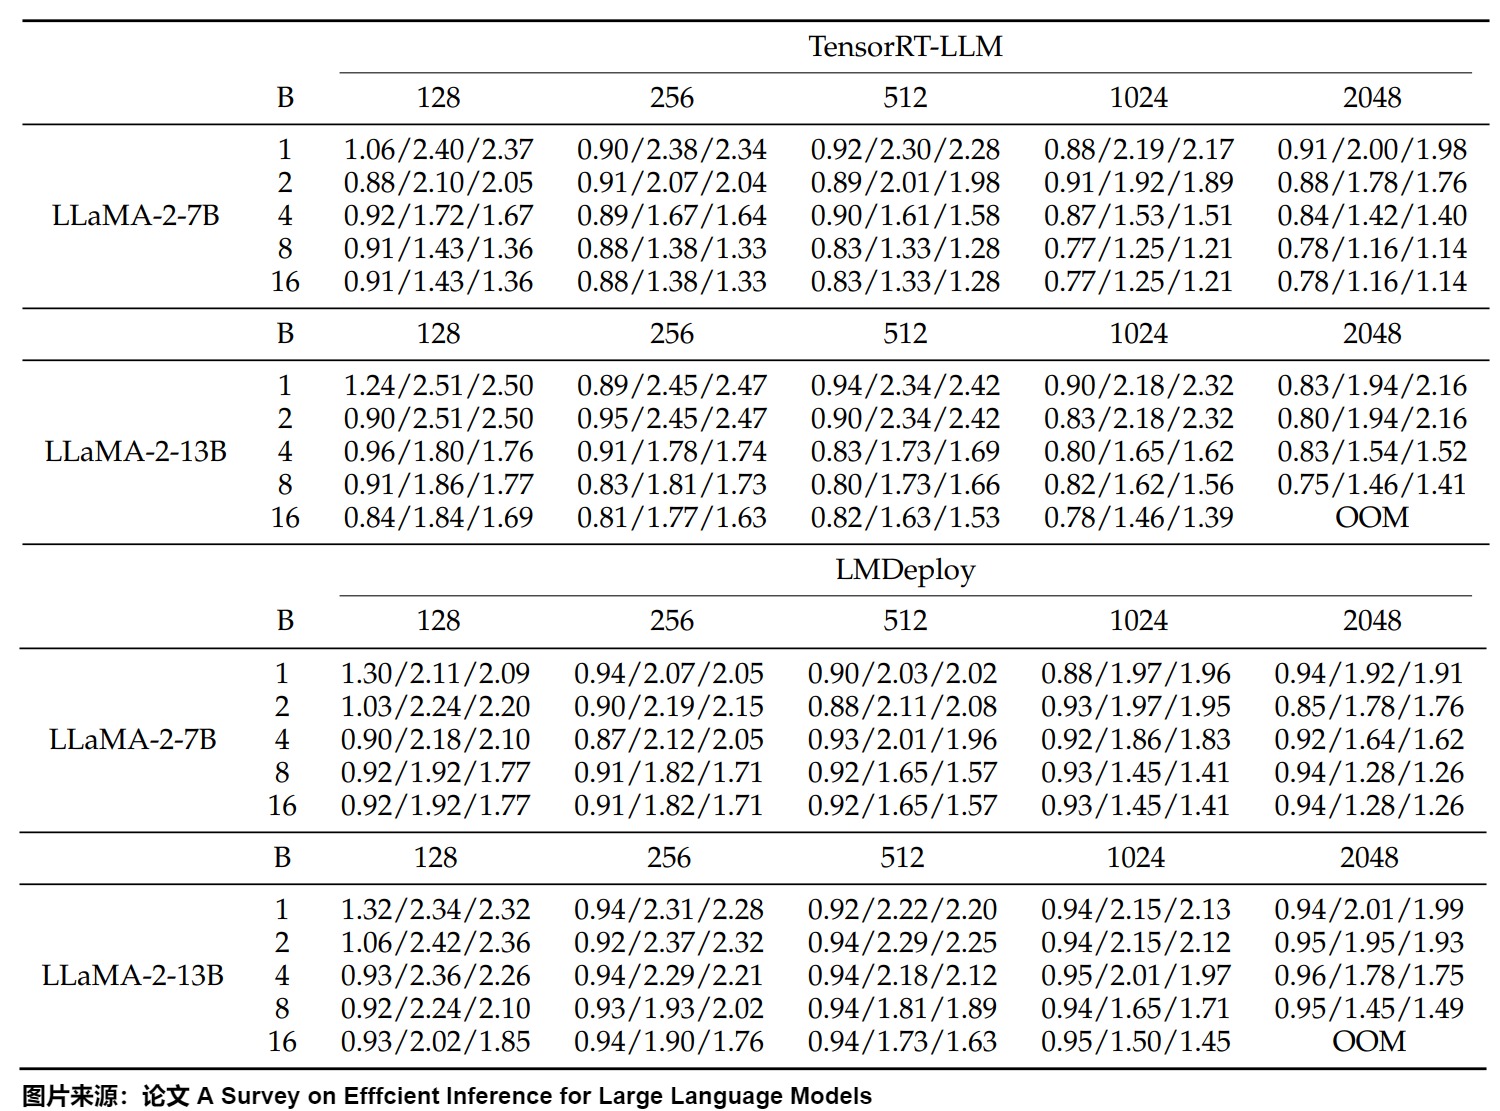 TensorRT-LLM
B 128 256 512 1024 2048
1 1.06/2.40/2.37 0.90/2.38/2.34 0.92/2.30/2.28 0.88/2.19/2.17 0.91/2.00/1.98
2 0.88/2.10/2.05 0.91/2.07/2.04 0.89/2.01/1.98 0.91/1.92/1.89 0.88/1.78/1.76
LLaMA-2-7B 4 0.92/1.72/1.67 0.89/1.67/1.64 0.90/1.61/1.58 0.87/1.53/1.51 0.84/1.42/1.40
8 0.91/1.43/1.36 0.88/1.38/1.33 0.83/1.33/1.28 0.77/1.25/1.21 0.78/1.16/1.14
16 0.91/1.43/1.36 0.88/1.38/1.33 0.83/1.33/1.28 0.77/1.25/1.21 0.78/1.16/1.14
B 128 256 512 1024 2048
1 1.24/2.51/2.50 0.89/2.45/2.47 0.94/2.34/2.42 0.90/2.18/2.32 0.83/1.94/2.16
2 0.90/2.51/2.50 0.95/2.45/2.47 0.90/2.34/2.42 0.83/2.18/2.32 0.80/1.94/2.16
LLaMA-2-13B 4 0.96/1.80/1.76 0.91/1.78/1.74 0.83/1.73/1.69 0.80/1.65/1.62 0.83/1.54/1.52
8 0.91/1.86/1.77 0.83/1.81/1.73 0.80/1.73/1.66 0.82/1.62/1.56 0.75/1.46/1.41
16 0.84/1.84/1.69 0.81/1.77/1.63 0.82/1.63/1.53 0.78/1.46/1.39 OOM
LMDeploy
B 128 256 512 1024 2048
1 1.30/2.11/2.09 0.94/2.07/2.05 0.90/2.03/2.02 0.88/1.97/1.96 0.94/1.92/1.91
2 1.03/2.24/2.20 0.90/2.19/2.15 0.88/2.11/2.08 0.93/1.97/1.95 0.85/1.78/1.76
LLaMA-2-7B 4 0.90/2.18/2.10 0.87/2.12/2.05 0.93/2.01/1.96 0.92/1.86/1.83 0.92/1.64/1.62
8 0.92/1.92/1.77 0.91/1.82/1.71 0.92/1.65/1.57 0.93/1.45/1.41 0.94/1.28/1.26
16 0.92/1.92/1.77 0.91/1.82/1.71 0.92/1.65/1.57 0.93/1.45/1.41 0.94/1.28/1.26
B 128 256 512 1024 2048
1 1.32/2.34/2.32 0.94/2.31/2.28 0.92/2.22/2.20 0.94/2.15/2.13 0.94/2.01/1.99
2 1.06/2.42/2.36 0.92/2.37/2.32 0.94/2.29/2.25 0.94/2.15/2.12 0.95/1.95/1.93
LLaMA-2-13B 4 0.93/2.36/2.26 0.94/2.29/2.21 0.94/2.18/2.12 0.95/2.01/1.97 0.96/1.78/1.75
8 0.92/2.24/2.10 0.93/1.93/2.02 0.94/1.81/1.89 0.94/1.65/1.71 0.95/1.45/1.49
16 0.93/2.02/1.85 0.94/1.90/1.76 0.94/1.73/1.63 0.95/1.50/1.45 OOM
图片来源：论文 A Survey on Efffcient Inference for Large Language Models